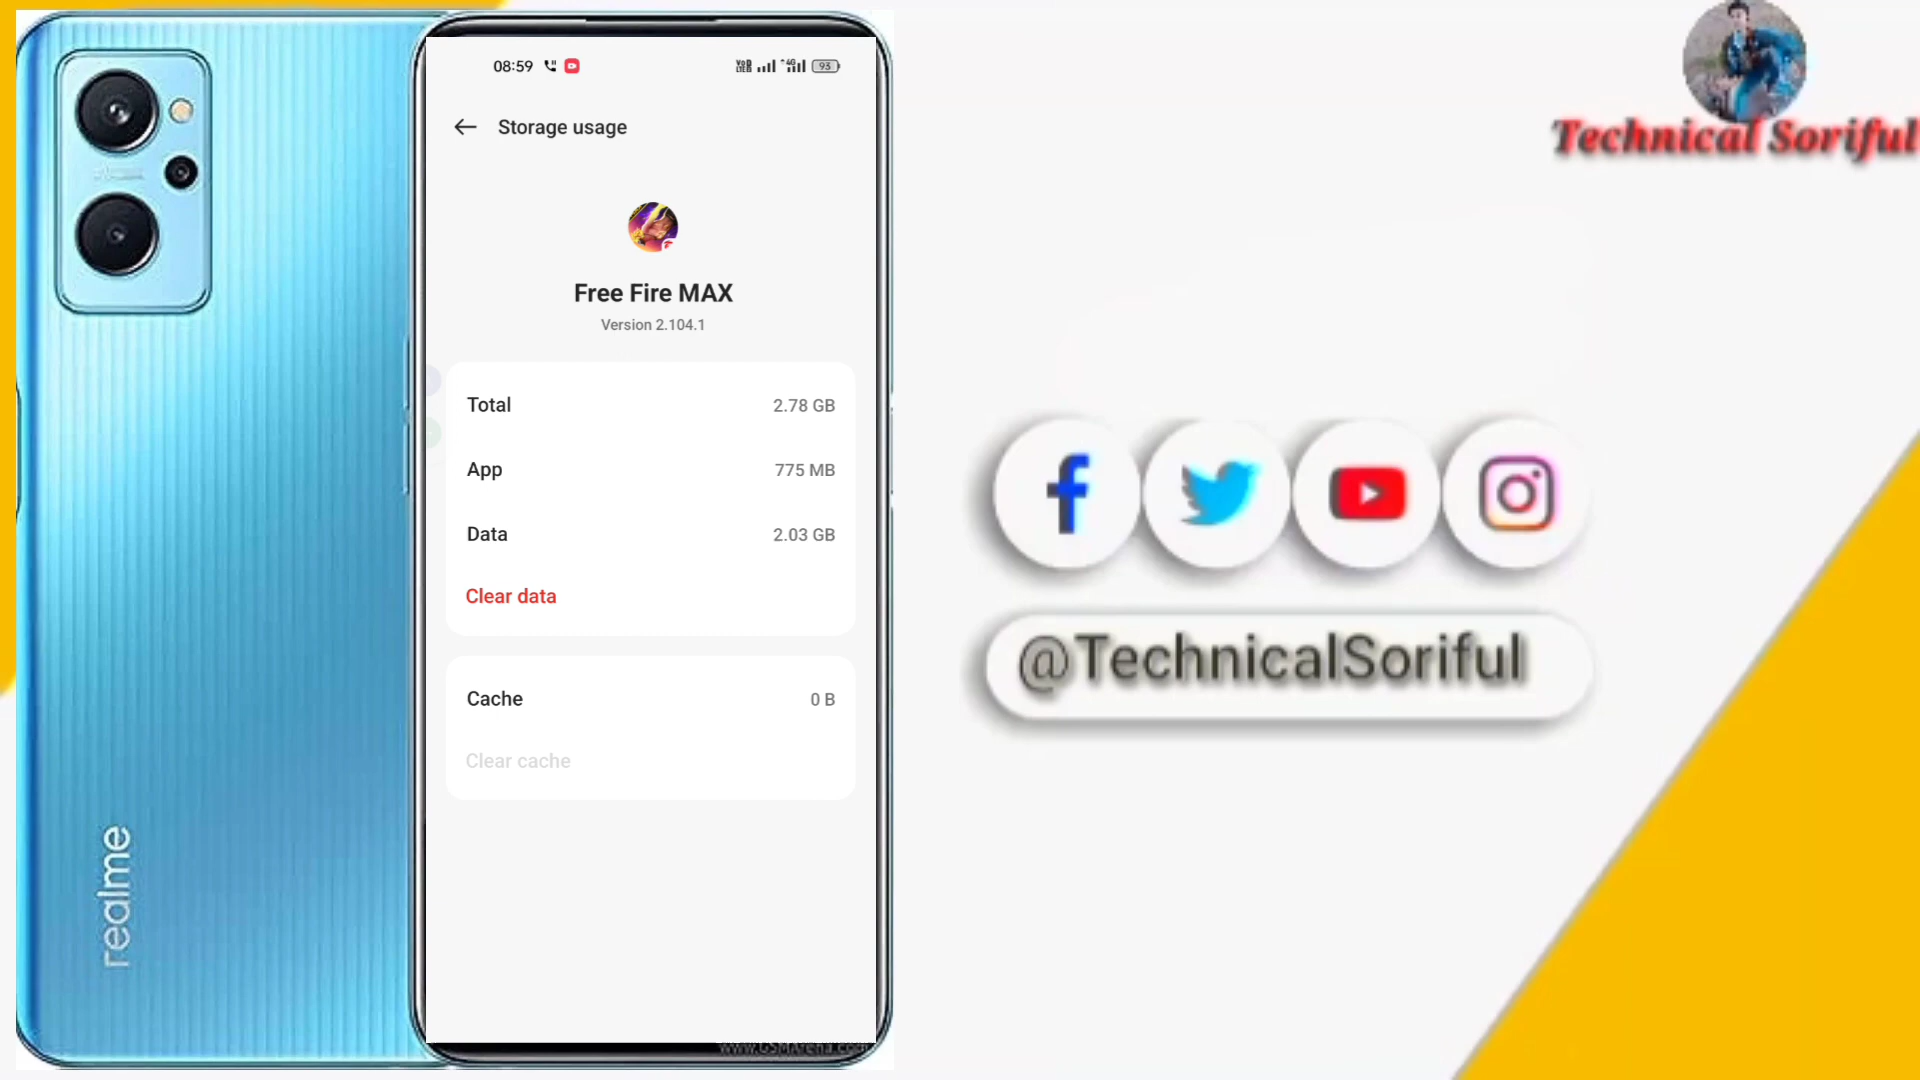 08:59
93
Storage usage
Free Fire MAX
Version 2.104.1
Total 2.78 GB
App 775 MB
Data 2.03 GB
Clear data
Cache 0 B
Clear cache
realme
www.GSMArena.com
Technical Soriful
@TechnicalSoriful